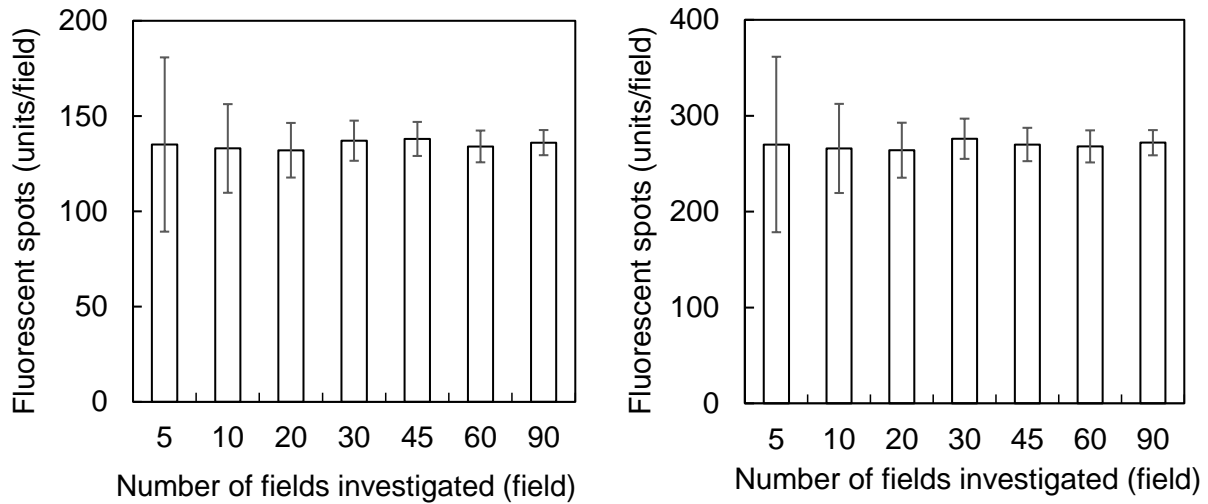 Fluorescent spots (units/field)
200
150
100
50
0
5 10 20 30 45 60 90
Number of fields investigated (field)
Fluorescent spots (units/field)
400
300
200
100
0
5 10 20 30 45 60 90
Number of fields investigated (field)